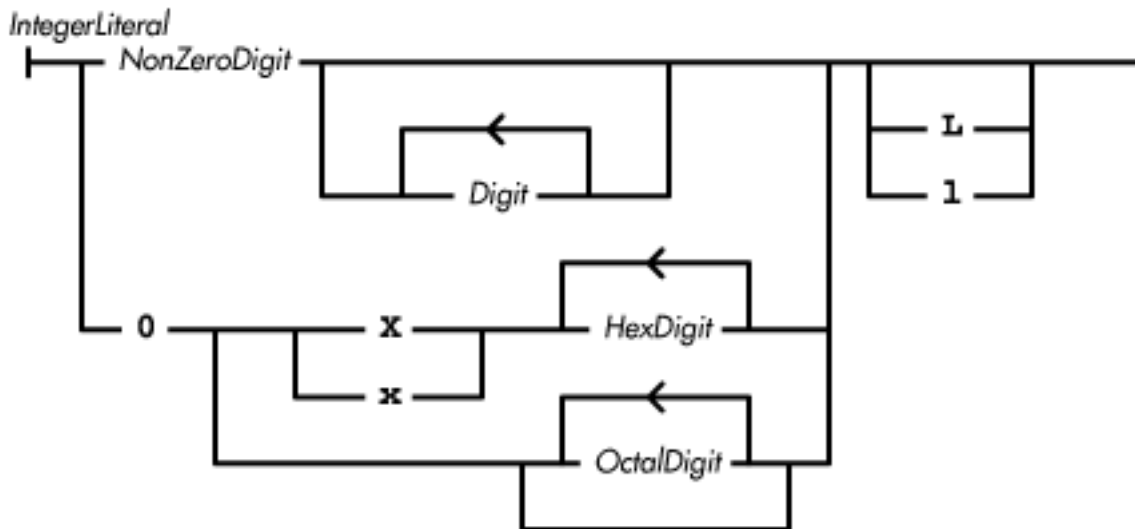 IntegerLiteral
NonZeroDigit
L
Digit
l
0 X HexDigit
x
OctalDigit